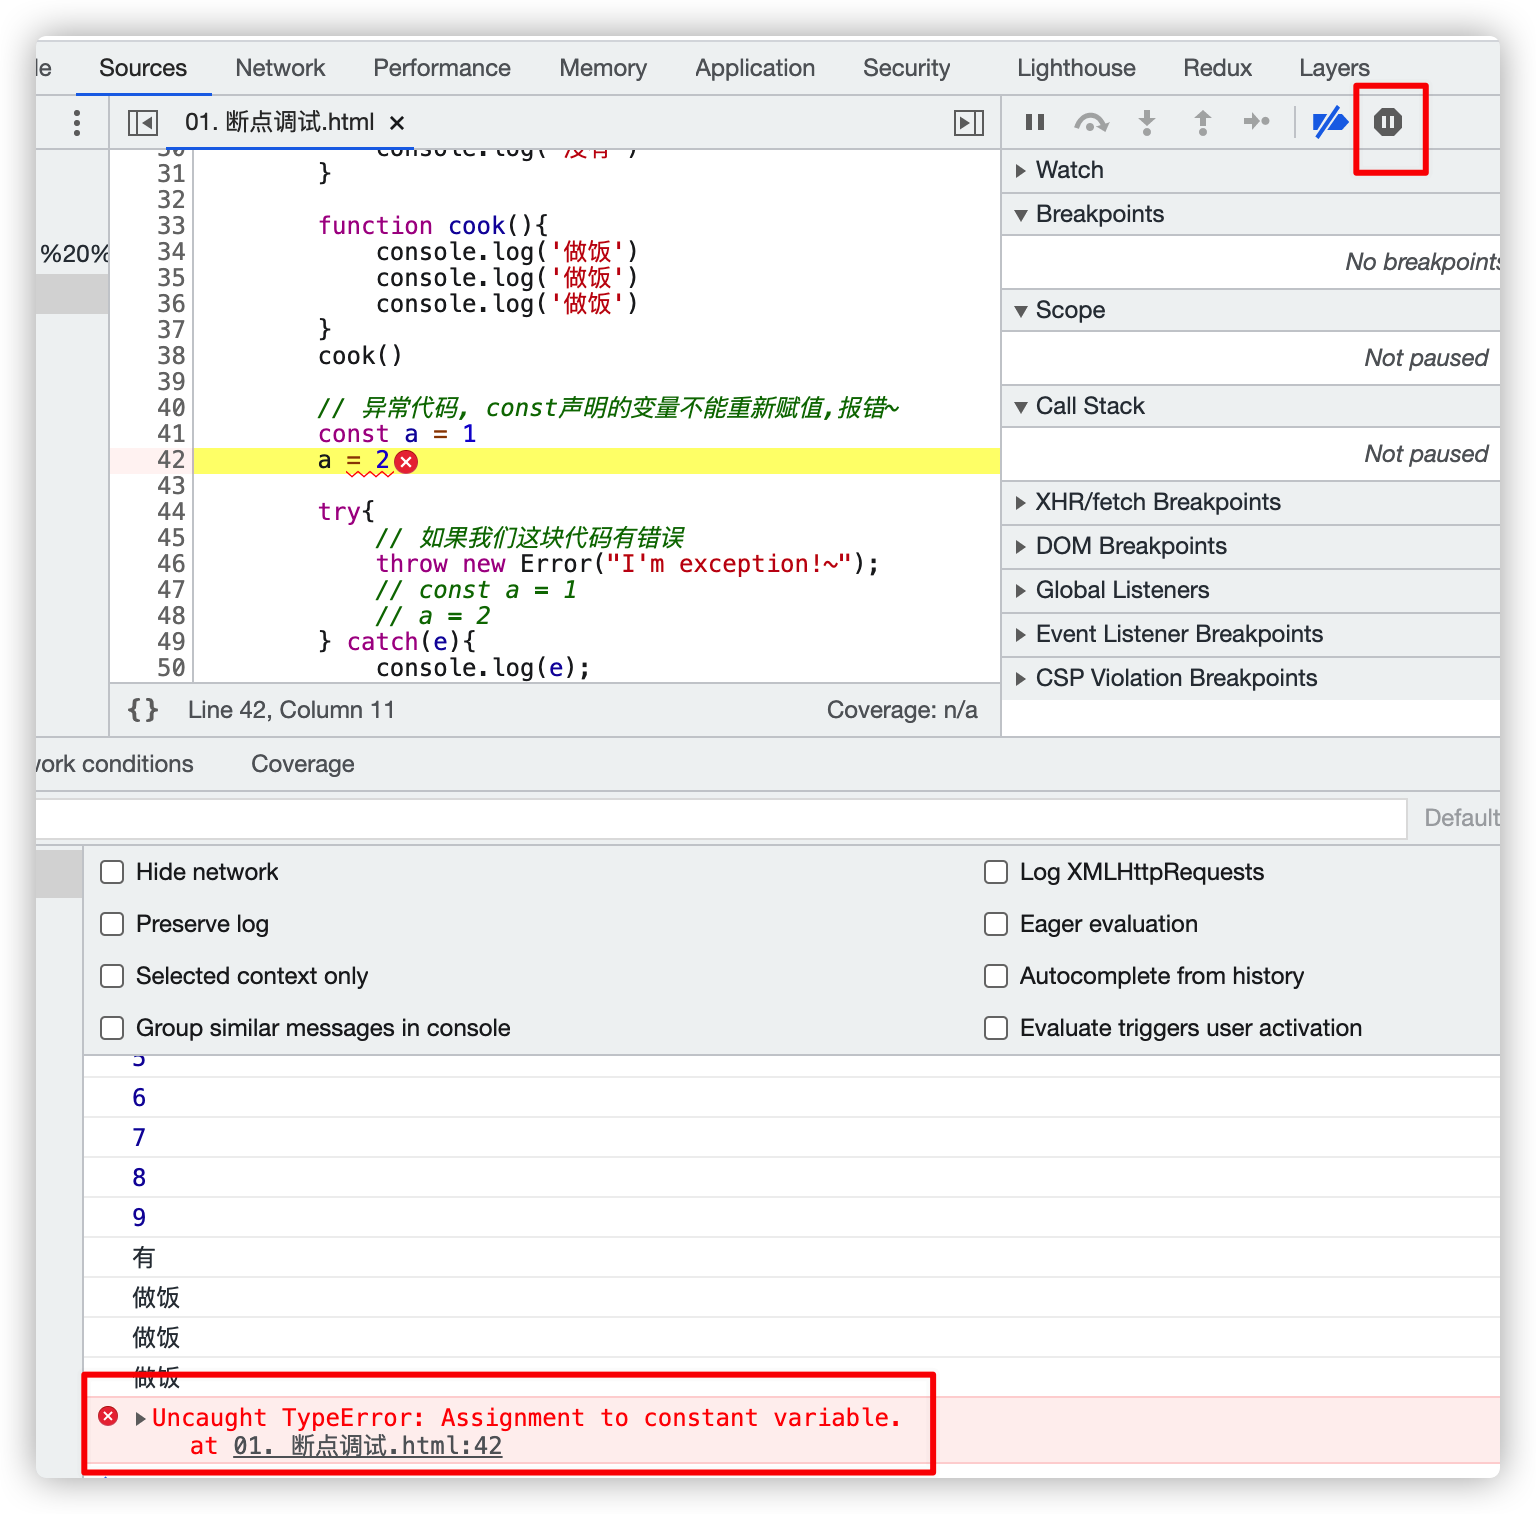 Sources Network Performance Memory Application Security Lighthouse Redux Layers
01. 断点调试.html ×
%20%
31 }
32
33 function cook(){
34 console.log('做饭')
35 console.log('做饭')
36 console.log('做饭')
37 }
38 cook()
39
40 // 异常代码, const声明的变量不能重新赋值,报错~
41 const a = 1
42 a = 2
43
44 try{
45 // 如果我们这块代码有错误
46 throw new Error("I'm exception!~");
47 // const a = 1
48 // a = 2
49 } catch(e){
50 console.log(e);
{} Line 42, Column 11 Coverage: n/a
Watch
Breakpoints
No breakpoints
Scope
Not paused
Call Stack
Not paused
XHR/fetch Breakpoints
DOM Breakpoints
Global Listeners
Event Listener Breakpoints
CSP Violation Breakpoints
work conditions Coverage
Default
Hide network Log XMLHttpRequests
Preserve log Eager evaluation
Selected context only Autocomplete from history
Group similar messages in console Evaluate triggers user activation
5
6
7
8
9
有
做饭
做饭
做饭
Uncaught TypeError: Assignment to constant variable.
at 01. 断点调试.html:42